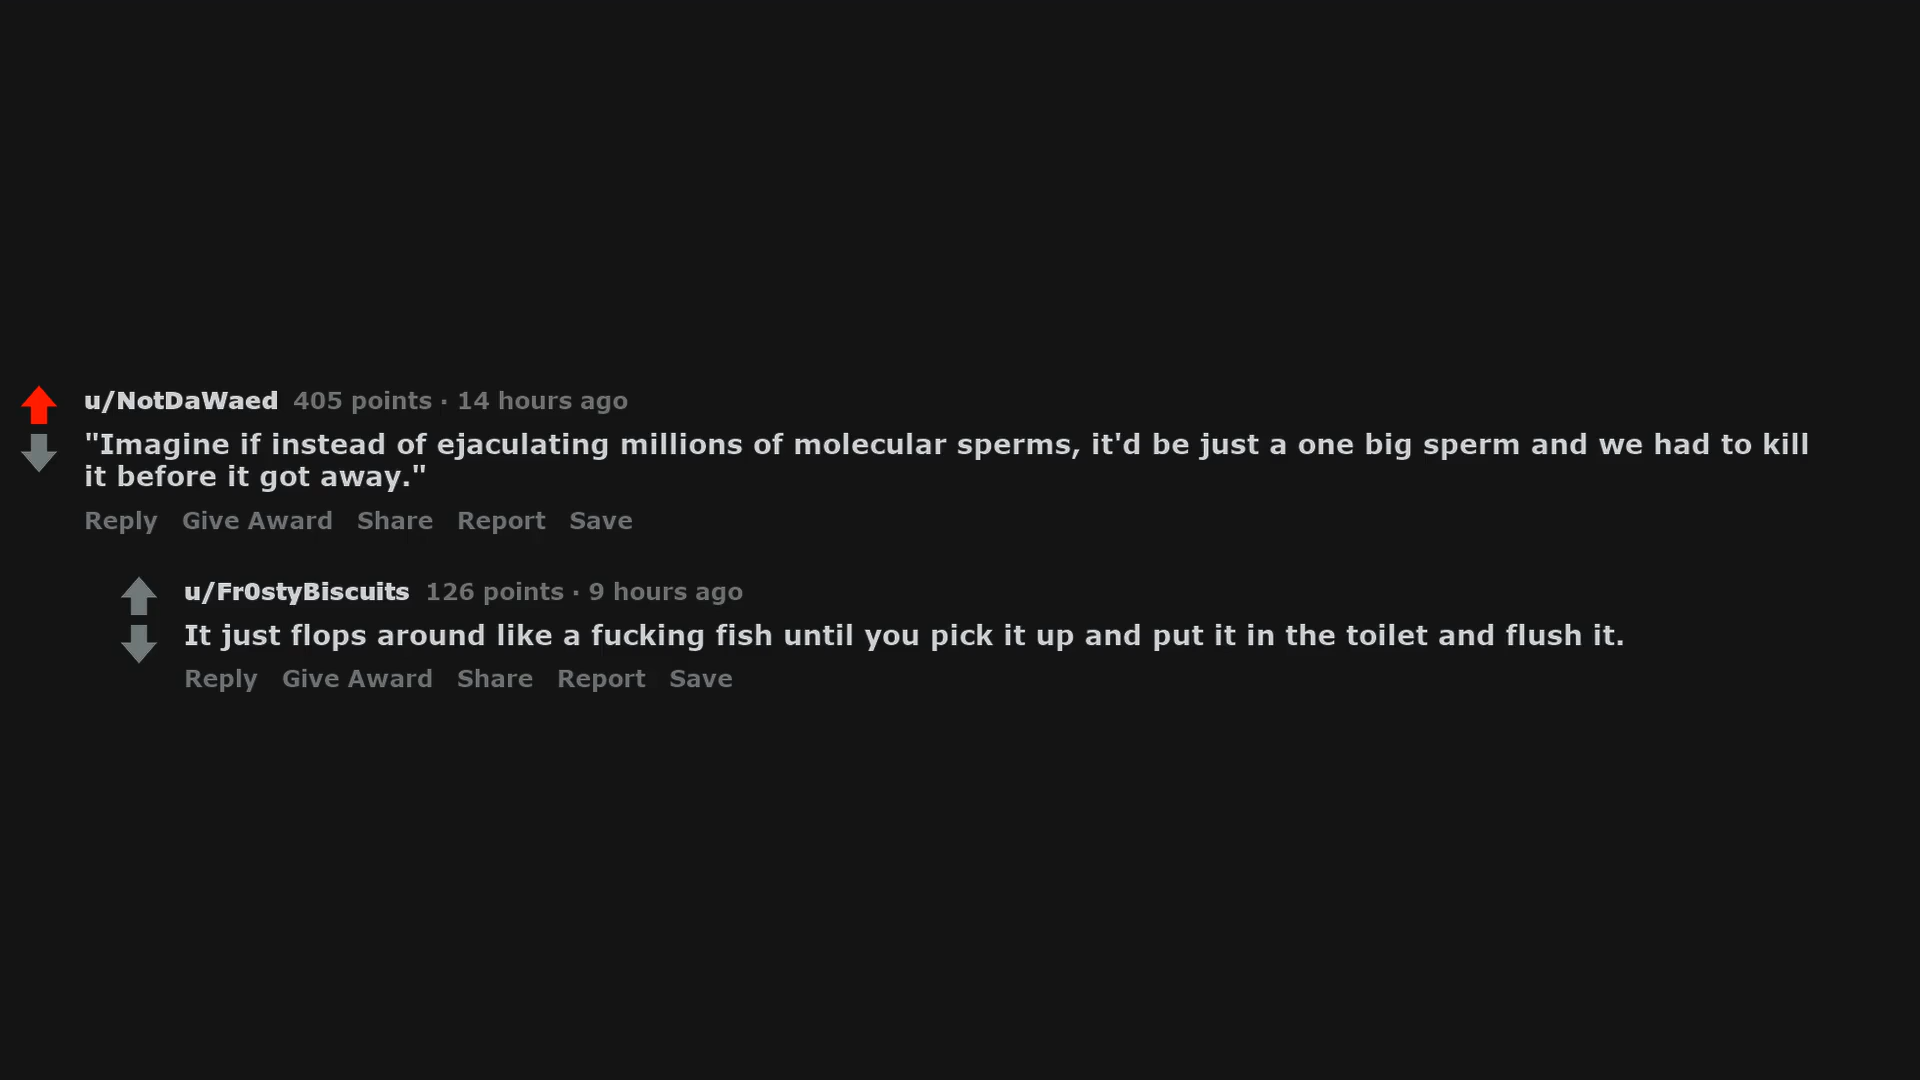 u/NotDaWaed 405 points · 14 hours ago
"Imagine if instead of ejaculating millions of molecular sperms, it'd be just a one big sperm and we had to kill
it before it got away."
Reply Give Award Share Report Save
u/Fr0styBiscuits 126 points · 9 hours ago
It just flops around like a fucking fish until you pick it up and put it in the toilet and flush it.
Reply Give Award Share Report Save